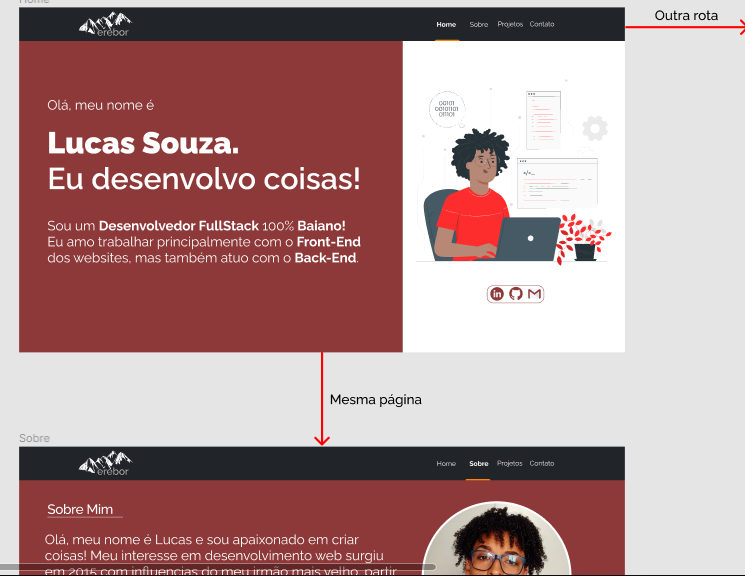 Home
erebor
Home Sobre Projetos Contato
Outra rota
Olá, meu nome é
Lucas Souza.
Eu desenvolvo coisas!
Sou um Desenvolvedor FullStack 100% Baiano!
Eu amo trabalhar principalmente com o Front-End
dos websites, mas também atuo com o Back-End.
00101
00101101
01101
in
Mesma página
Sobre
erebor
Home Sobre Projetos Contato
Sobre Mim
Olá, meu nome é Lucas e sou apaixonado em criar
coisas! Meu interesse em desenvolvimento web surgiu
em 2015 com influencias do meu irmão mais velho, partir